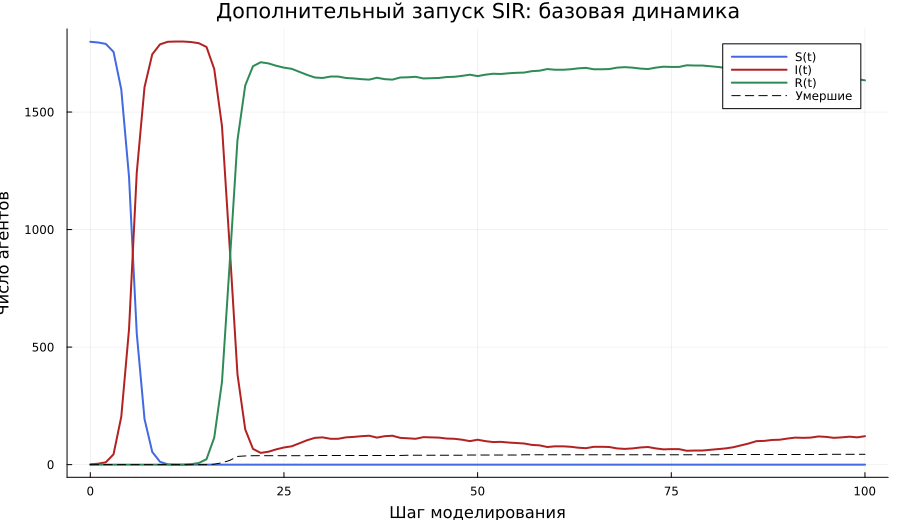 Дополнительный запуск SIR: базовая динамика
S(t)
I(t)
R(t)
Умершие
Число агентов
1500
1000
500
0
0 25 50 75 100
Шаг моделирования